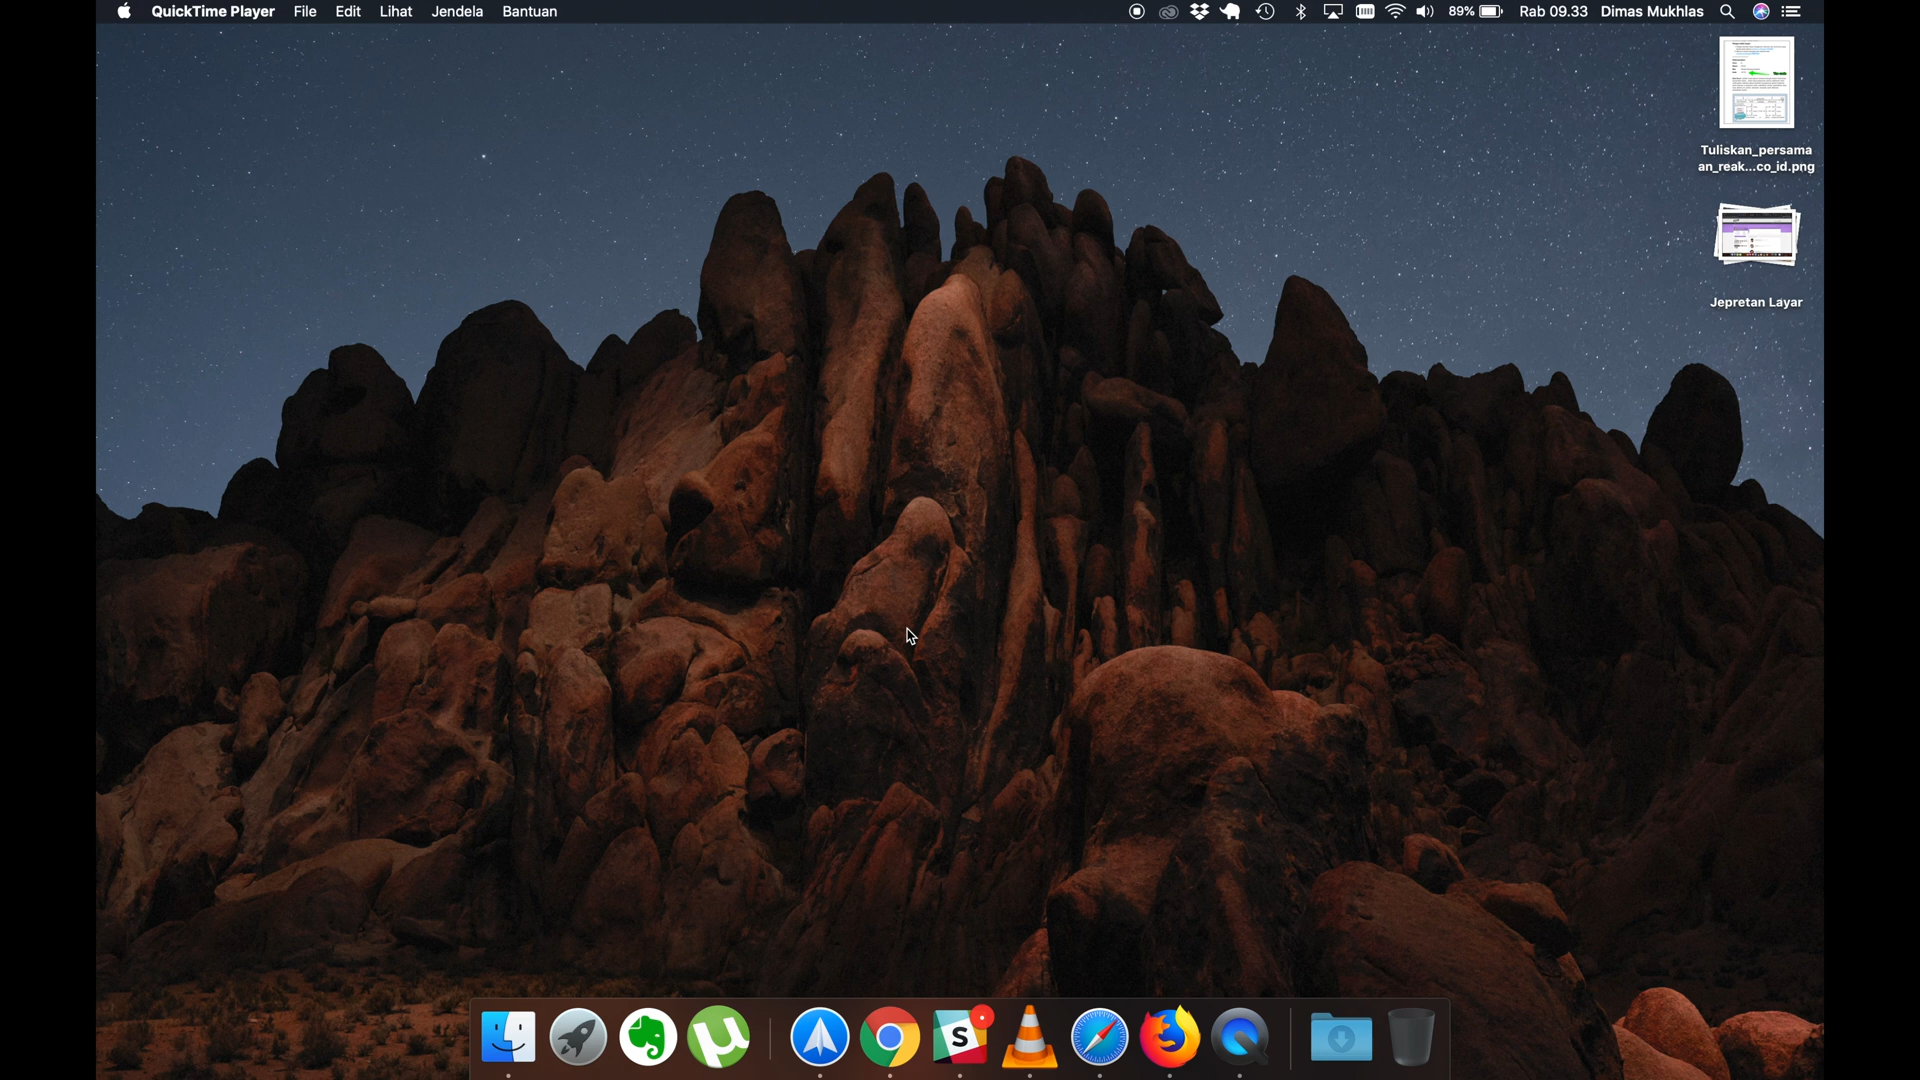 QuickTime Player File Edit Lihat Jendela Bantuan 89% Rab 09.33 Dimas Mukhlas
Tuliskan_persama
an_reak...co_id.png
Jepretan Layar
S